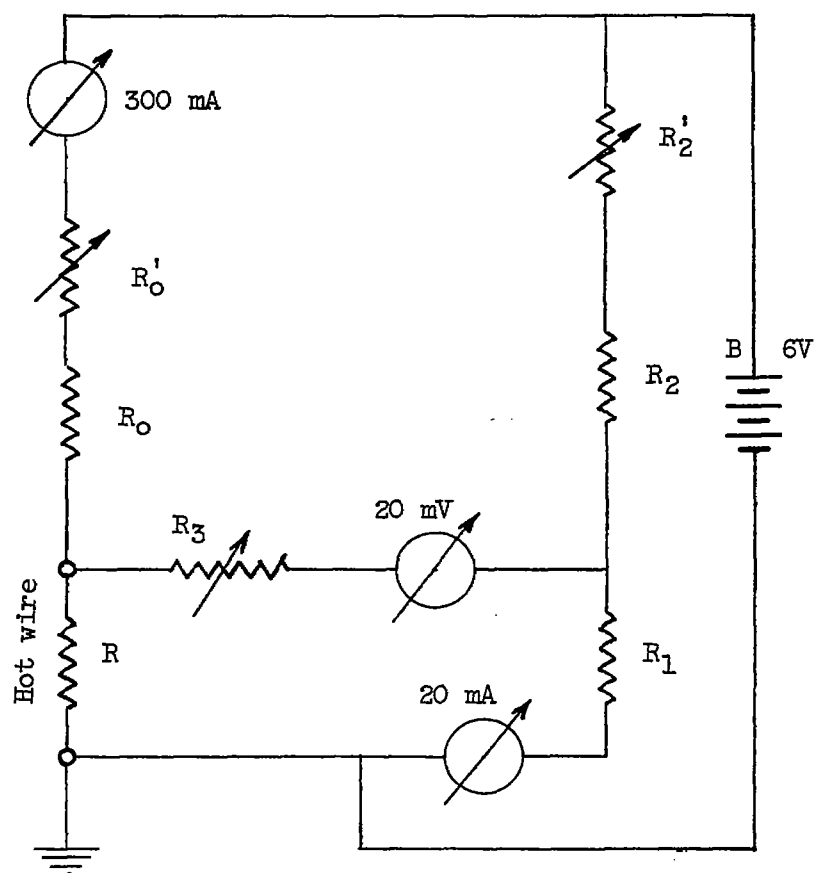 300 mA
R₂'
R₀'
B 6V
R₂
R₀
20 mV
R₃
Hot wire
R
R₁
20 mA